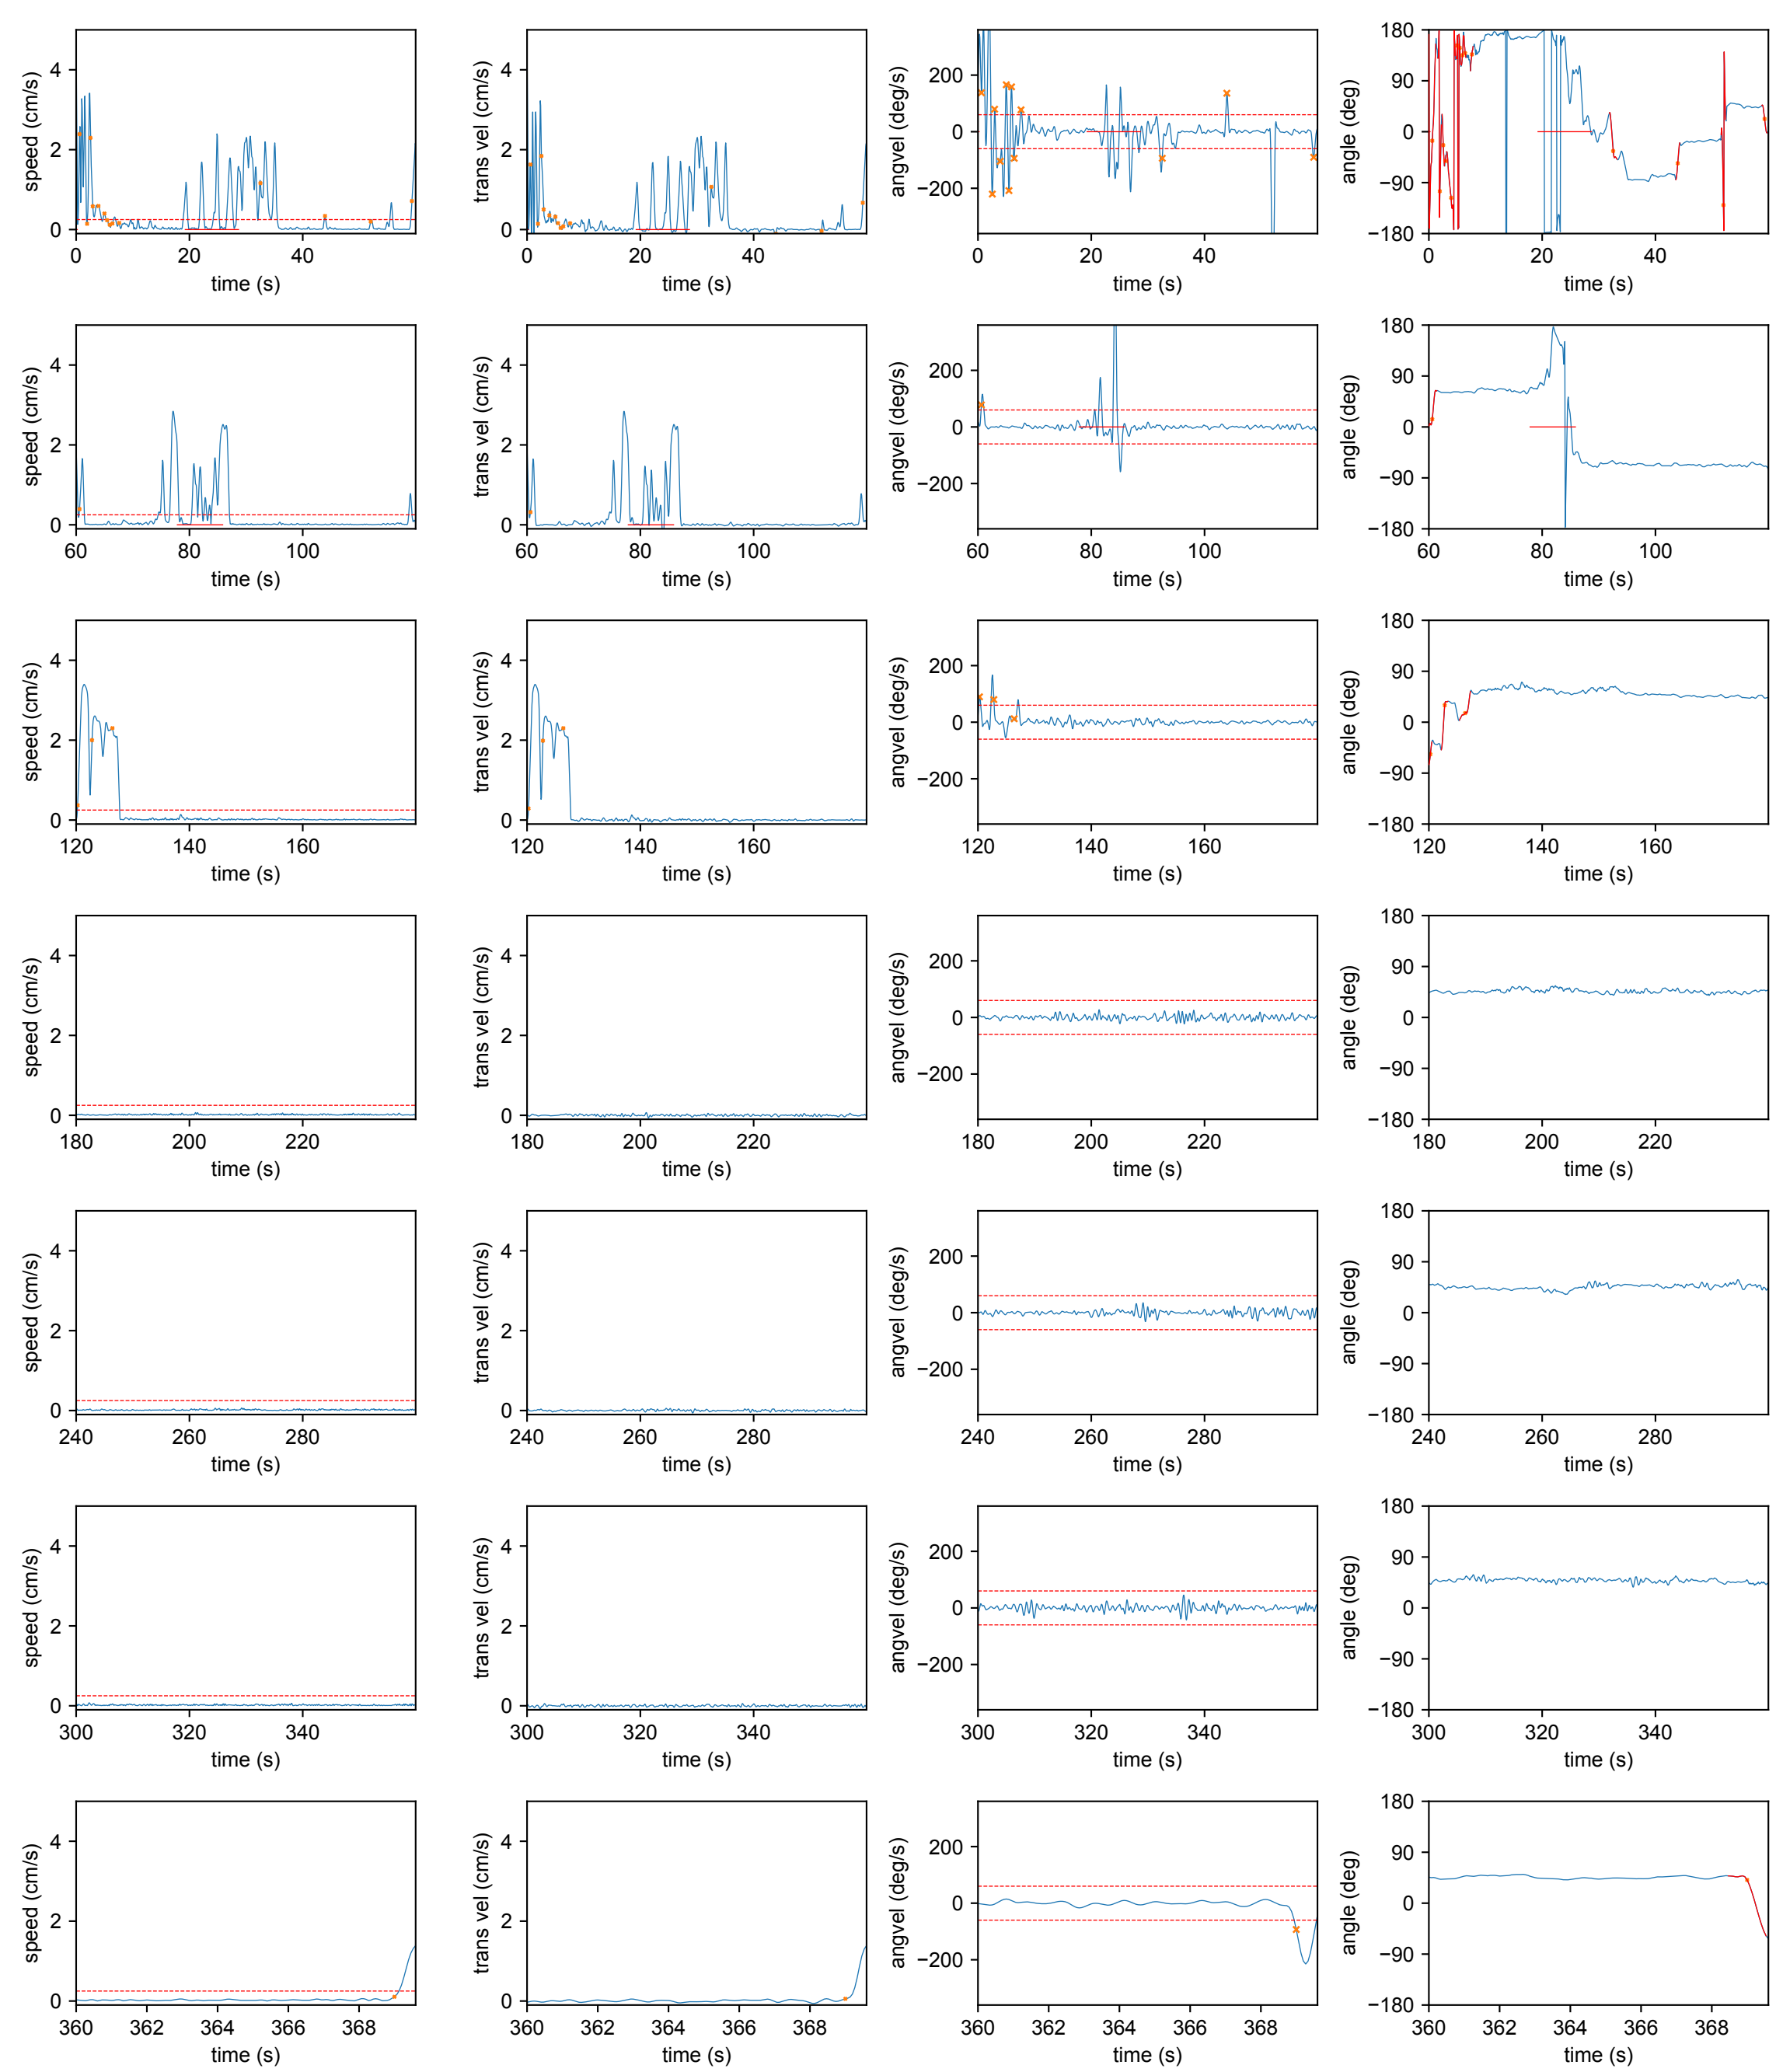 speed (cm/s)
4
2
0
0 20 40
time (s)
trans vel (cm/s)
4
2
0
0 20 40
time (s)
angvel (deg/s)
200
0
−200
0 20 40
time (s)
angle (deg)
180
90
0
−90
−180
0 20 40
time (s)
speed (cm/s)
4
2
0
60 80 100
time (s)
trans vel (cm/s)
4
2
0
60 80 100
time (s)
angvel (deg/s)
200
0
−200
60 80 100
time (s)
angle (deg)
180
90
0
−90
−180
60 80 100
time (s)
speed (cm/s)
4
2
0
120 140 160
time (s)
trans vel (cm/s)
4
2
0
120 140 160
time (s)
angvel (deg/s)
200
0
−200
120 140 160
time (s)
angle (deg)
180
90
0
−90
−180
120 140 160
time (s)
speed (cm/s)
4
2
0
180 200 220
time (s)
trans vel (cm/s)
4
2
0
180 200 220
time (s)
angvel (deg/s)
200
0
−200
180 200 220
time (s)
angle (deg)
180
90
0
−90
−180
180 200 220
time (s)
speed (cm/s)
4
2
0
240 260 280
time (s)
trans vel (cm/s)
4
2
0
240 260 280
time (s)
angvel (deg/s)
200
0
−200
240 260 280
time (s)
angle (deg)
180
90
0
−90
−180
240 260 280
time (s)
speed (cm/s)
4
2
0
300 320 340
time (s)
trans vel (cm/s)
4
2
0
300 320 340
time (s)
angvel (deg/s)
200
0
−200
300 320 340
time (s)
angle (deg)
180
90
0
−90
−180
300 320 340
time (s)
speed (cm/s)
4
2
0
360 362 364 366 368
time (s)
trans vel (cm/s)
4
2
0
360 362 364 366 368
time (s)
angvel (deg/s)
200
0
−200
360 362 364 366 368
time (s)
angle (deg)
180
90
0
−90
−180
360 362 364 366 368
time (s)